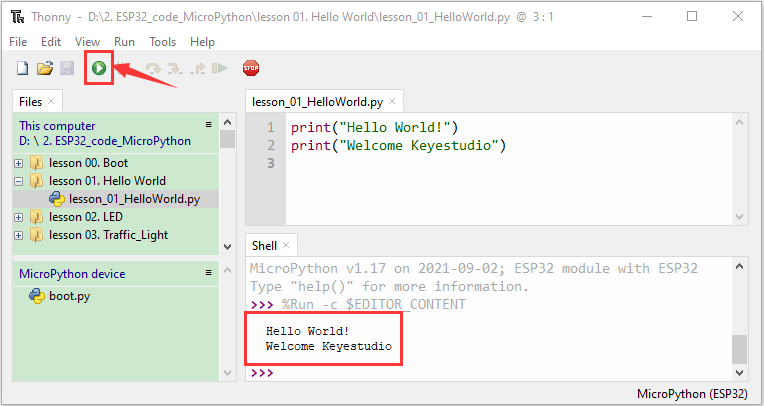 Thonny - D:\2. ESP32_code_MicroPython\lesson 01. Hello World\lesson_01_HelloWorld.py @ 3 : 1
File Edit View Run Tools Help
STOP
Files
This computer
D: \ 2. ESP32_code_MicroPython
lesson 00. Boot
lesson 01. Hello World
lesson_01_HelloWorld.py
lesson 02. LED
lesson 03. Traffic_Light
MicroPython device
boot.py
lesson_01_HelloWorld.py
1 print("Hello World!")
2 print("Welcome Keyestudio")
3
Shell
MicroPython v1.17 on 2021-09-02; ESP32 module with ESP32
Type "help()" for more information.
>>> %Run -c $EDITOR_CONTENT
Hello World!
Welcome Keyestudio
>>>
MicroPython (ESP32)